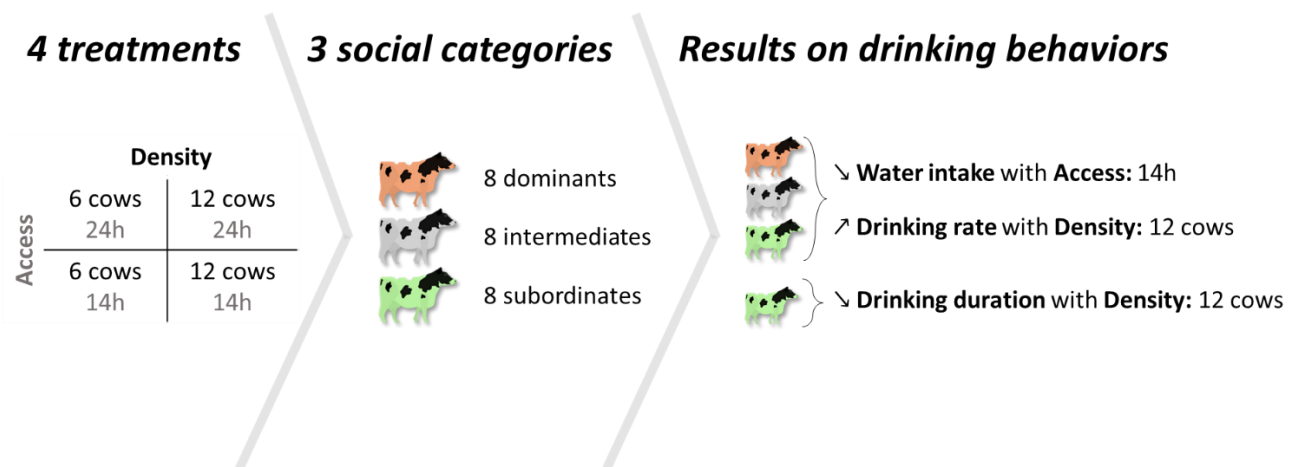 4 treatments
3 social categories
Results on drinking behaviors
Density
Access
6 cows 12 cows
24h 24h
6 cows 12 cows
14h 14h
8 dominants
8 intermediates
8 subordinates
↘ Water intake with Access: 14h
↗ Drinking rate with Density: 12 cows
↘ Drinking duration with Density: 12 cows